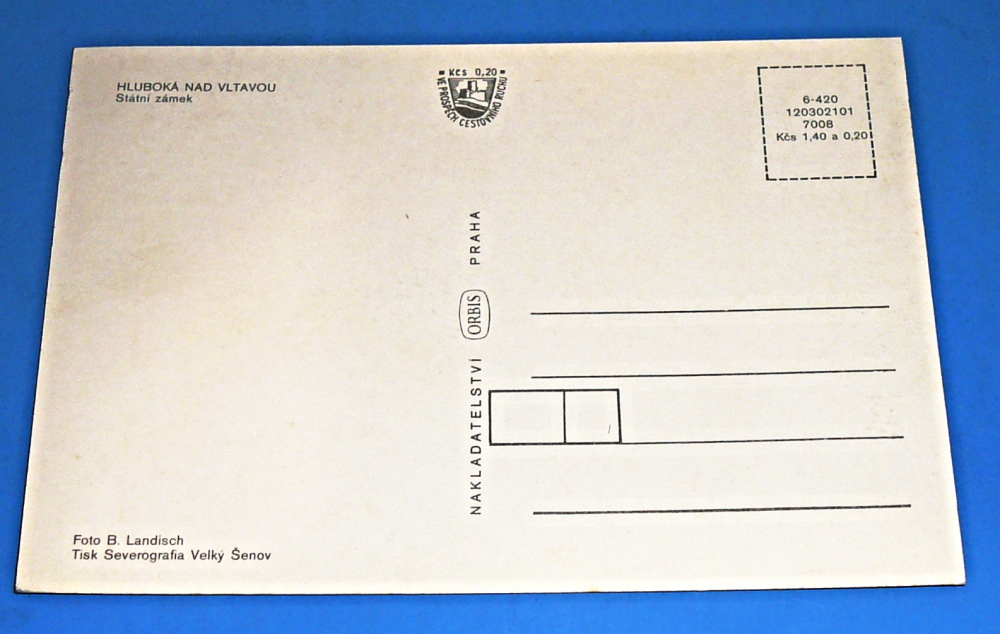 HLUBOKÁ NAD VLTAVOU
Státní zámek
Kčs 0,20
VE PROSPĚCH CESTOVNÍHO RUCHU
6-420
120302101
7008
Kčs 1,40 a 0,20
NAKLADATELSTVÍ ORBIS PRAHA
Foto B. Landisch
Tisk Severografia Velký Šenov